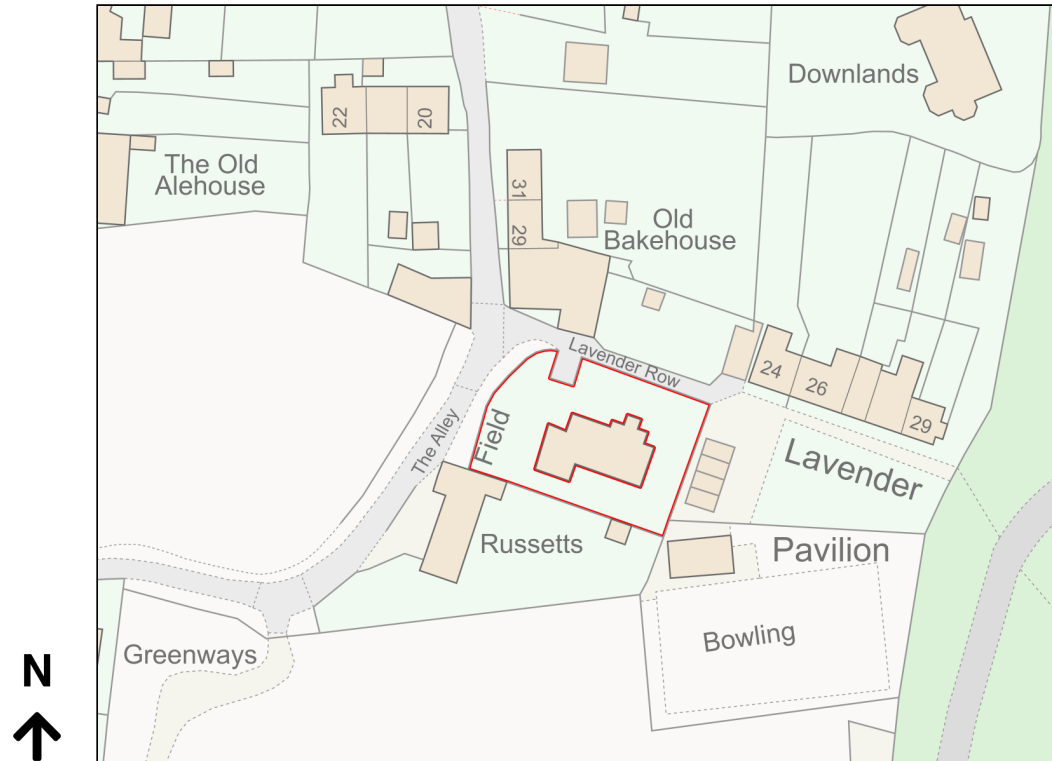 Downlands
22
20
The Old
Alehouse
31
29
Old
Bakehouse
Lavender Row
24
26
29
Field
The Alley
Lavender
Russetts
Pavilion
Bowling
Greenways
N